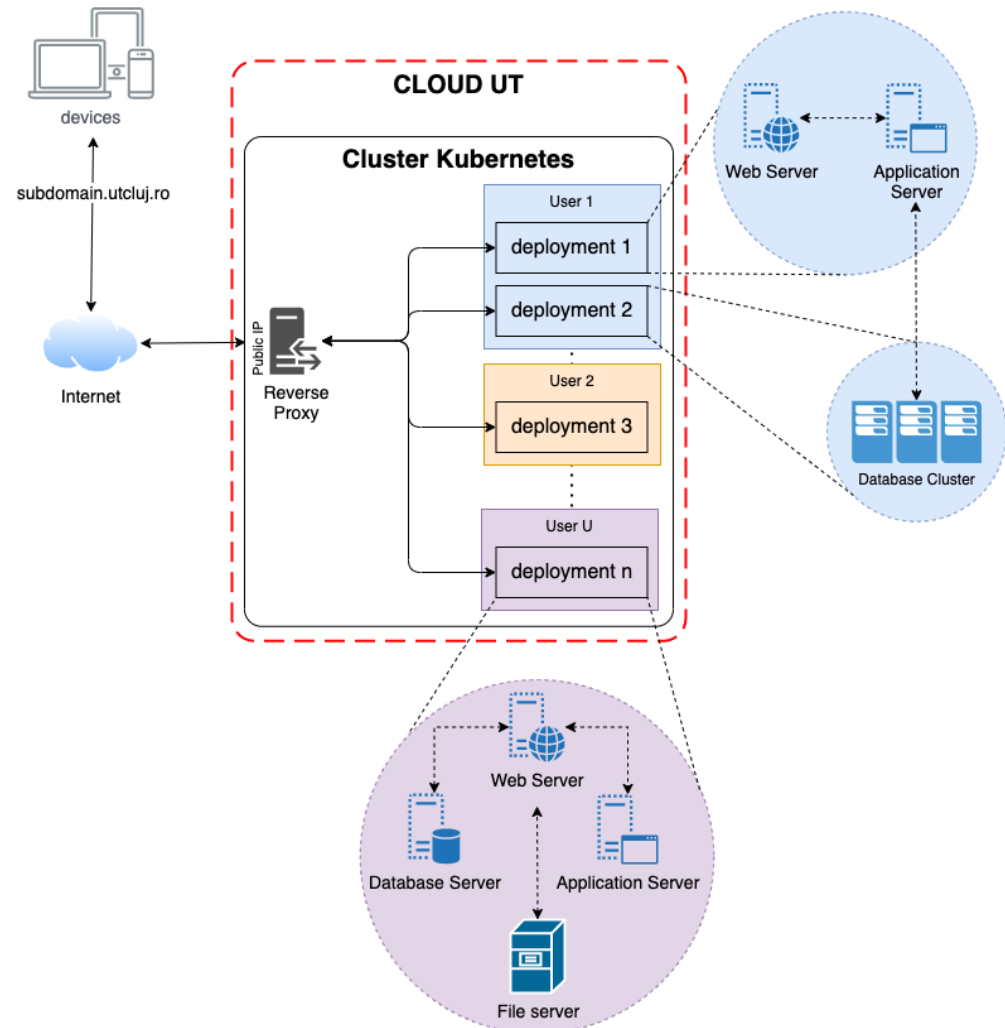 devices
subdomain.utcluj.ro
Internet
CLOUD UT
Cluster Kubernetes
Public IP
Reverse
Proxy
User 1
deployment 1
deployment 2
User 2
deployment 3
User U
deployment n
Web Server
Application
Server
Database Cluster
Web Server
Database Server
Application Server
File server